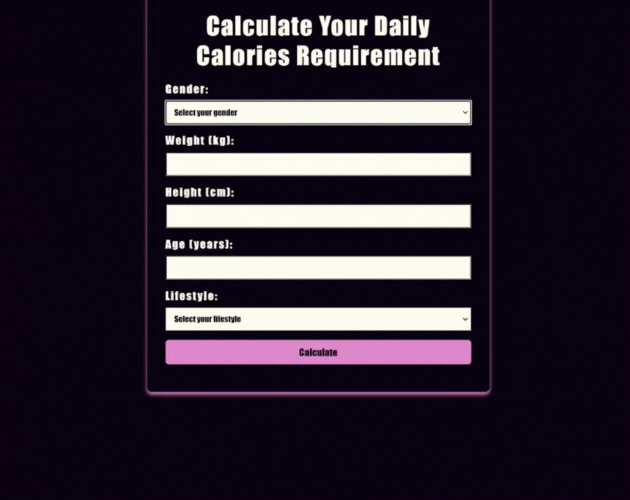 Calculate Your Daily
Calories Requirement
Gender:
Select your gender
Weight (kg):
Height (cm):
Age (years):
Lifestyle:
Select your lifestyle
Calculate